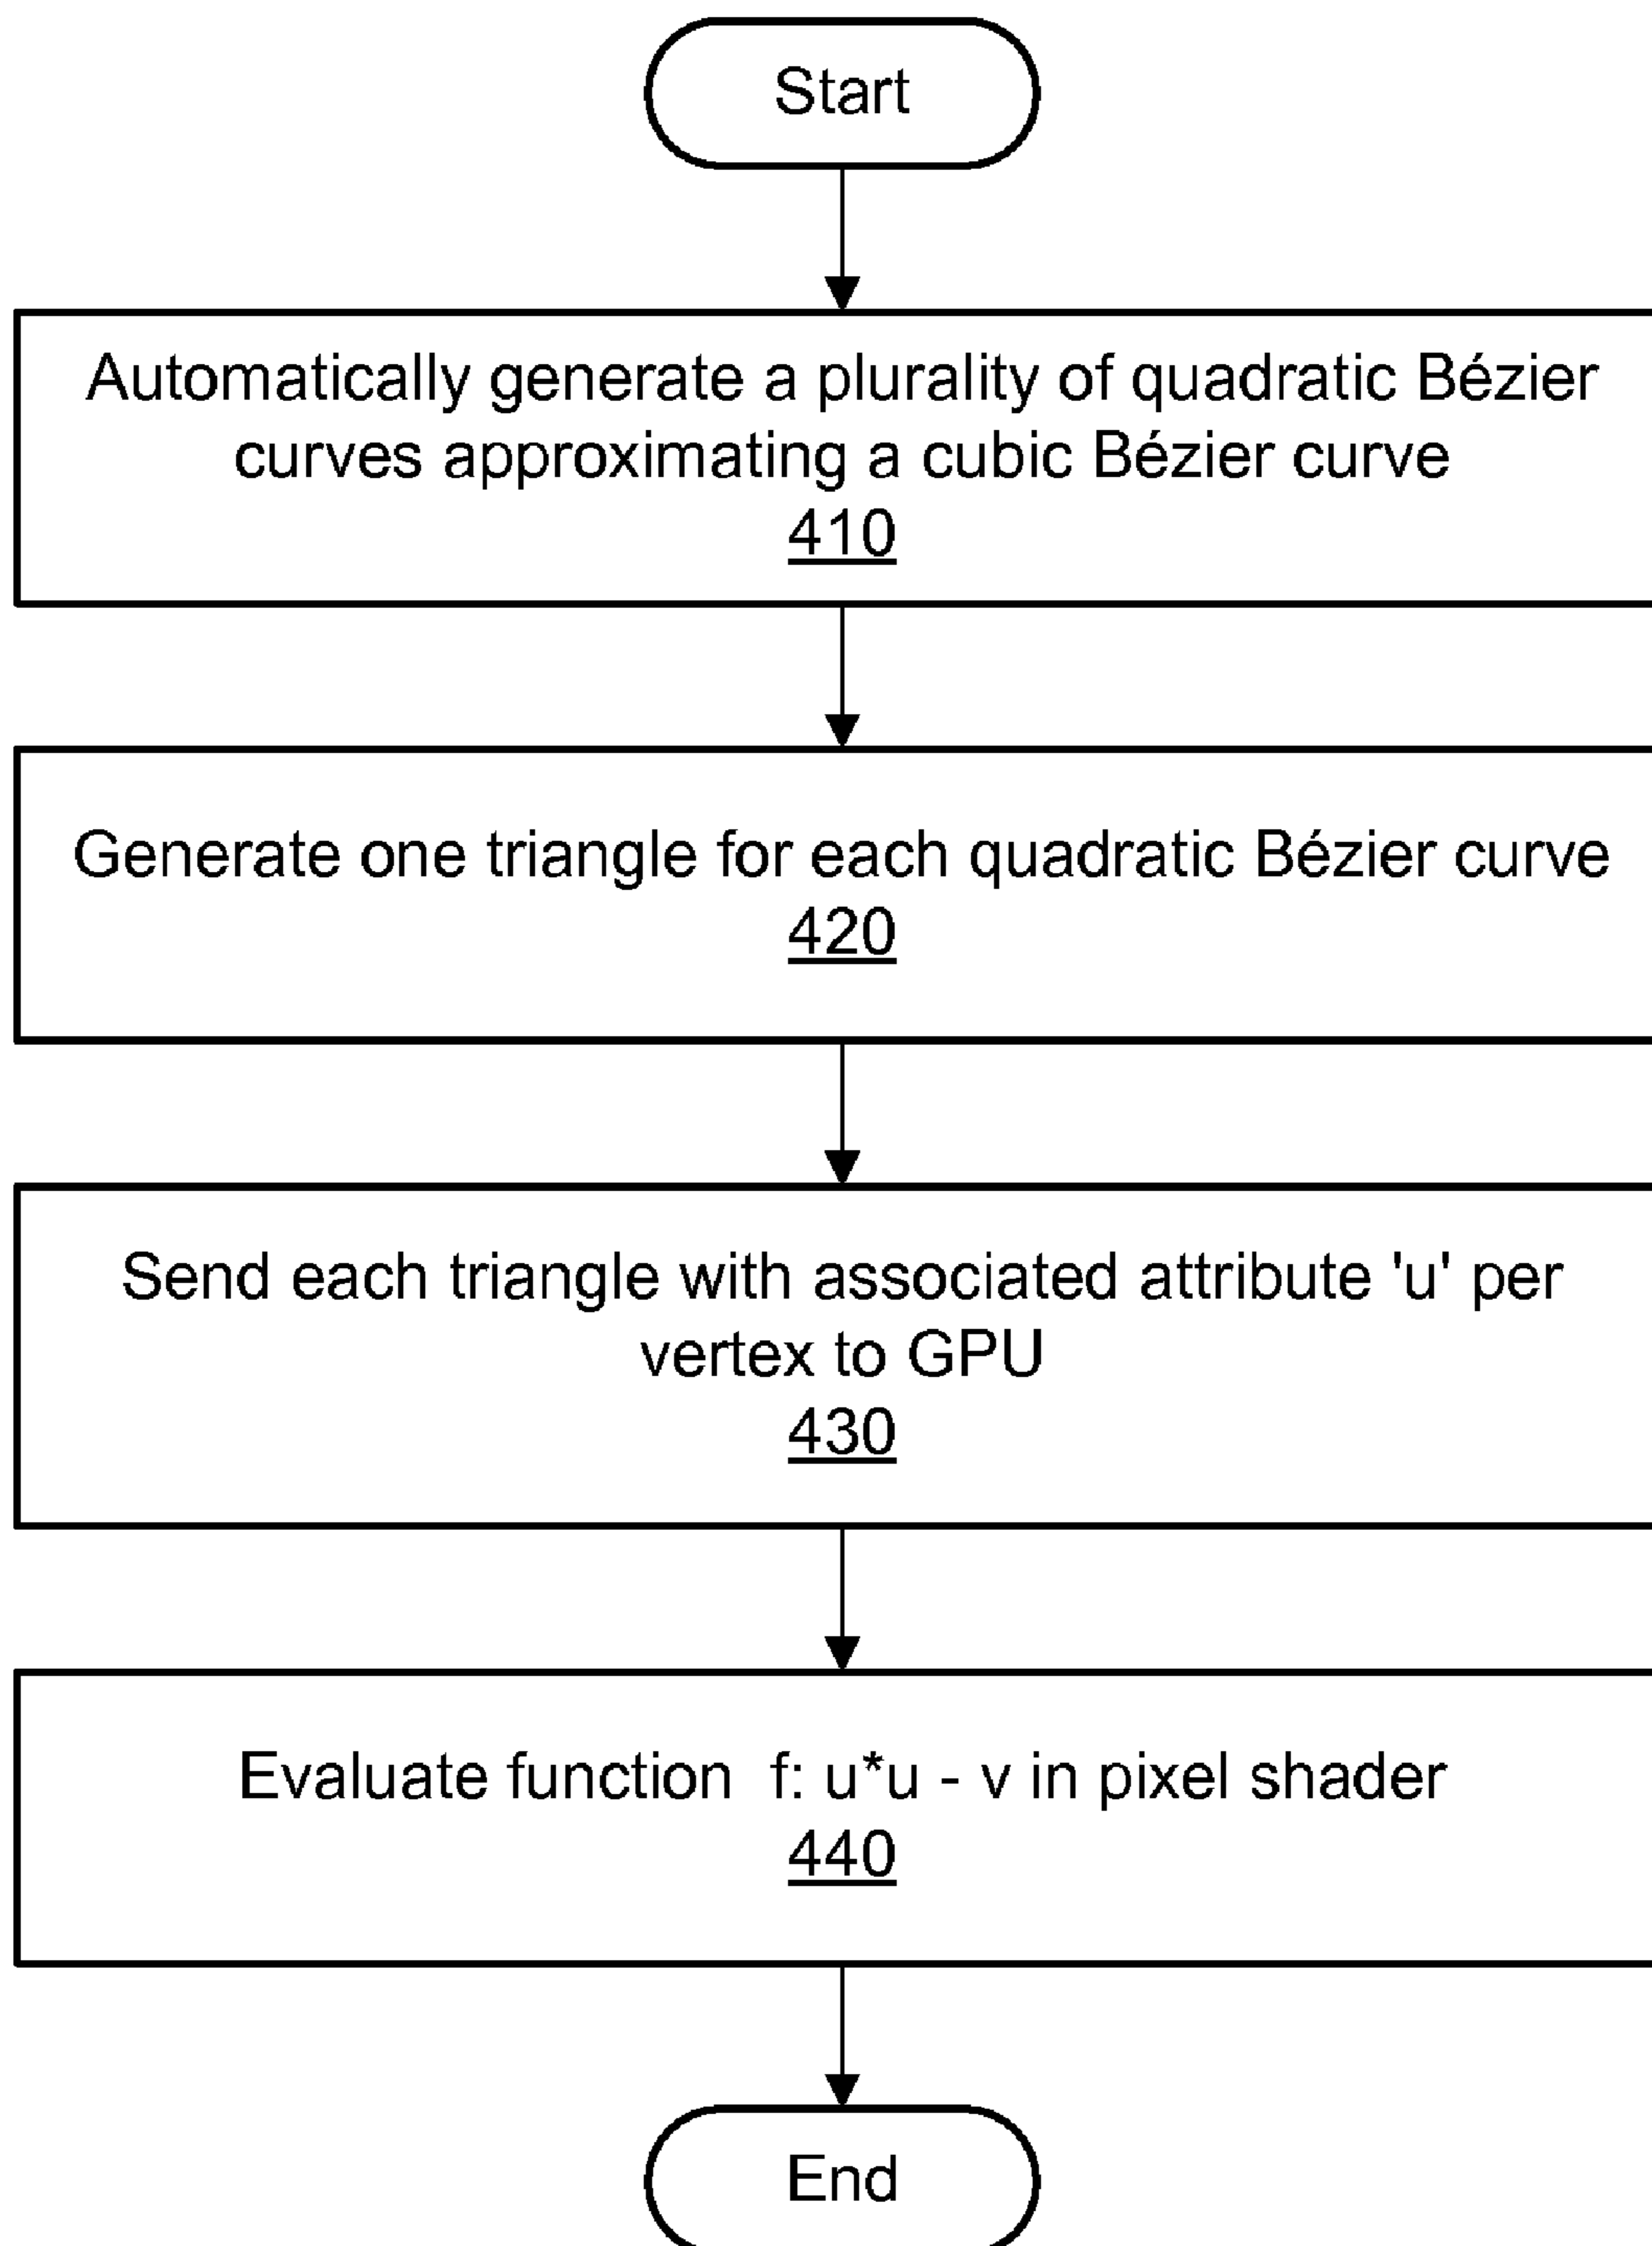 Start
Automatically generate a plurality of quadratic Bézier
curves approximating a cubic Bézier curve
410
Generate one triangle for each quadratic Bézier curve
420
Send each triangle with associated attribute 'u' per
vertex to GPU
430
Evaluate function f: u*u - v in pixel shader
440
End